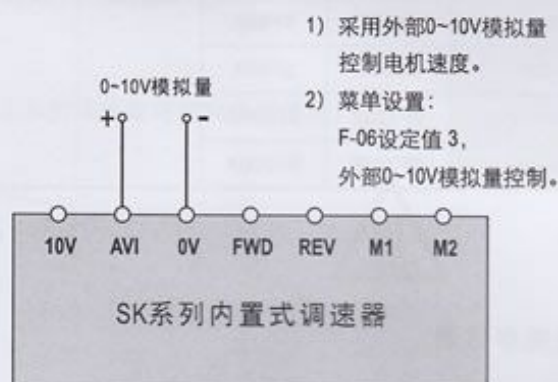 1) 采用外部0~10V模拟量
控制电机速度。
0~10V模拟量
2) 菜单设置：
+ -
F-06设定值 3，
外部0~10V模拟量控制。
10V AVI 0V FWD REV M1 M2
SK系列内置式调速器